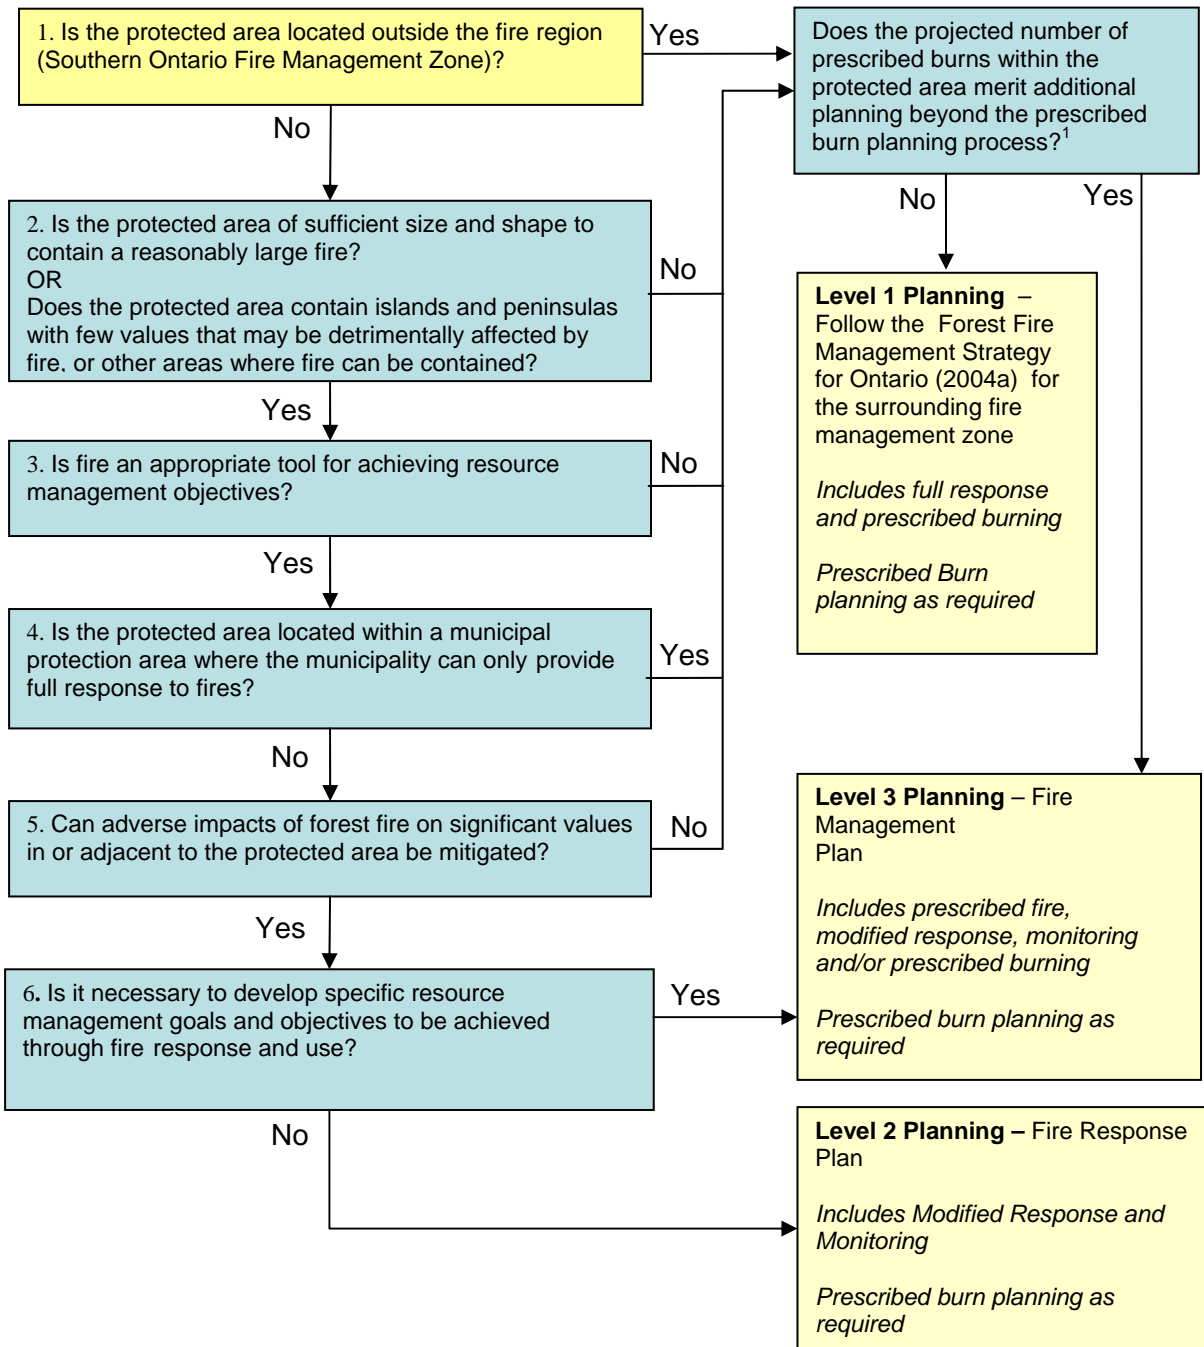 1. Is the protected area located outside the fire region
(Southern Ontario Fire Management Zone)?
Yes
No
Does the projected number of
prescribed burns within the
protected area merit additional
planning beyond the prescribed
burn planning process?1
No
Yes
2. Is the protected area of sufficient size and shape to
contain a reasonably large fire?
OR
Does the protected area contain islands and peninsulas
with few values that may be detrimentally affected by
fire, or other areas where fire can be contained?
No
Yes
Level 1 Planning –
Follow the Forest Fire
Management Strategy
for Ontario (2004a) for
the surrounding fire
management zone
Includes full response
and prescribed burning
Prescribed Burn
planning as required
3. Is fire an appropriate tool for achieving resource
management objectives?
No
Yes
4. Is the protected area located within a municipal
protection area where the municipality can only provide
full response to fires?
Yes
No
5. Can adverse impacts of forest fire on significant values
in or adjacent to the protected area be mitigated?
No
Yes
Level 3 Planning – Fire
Management
Plan
Includes prescribed fire,
modified response, monitoring
and/or prescribed burning
Prescribed burn planning as
required
6. Is it necessary to develop specific resource
management goals and objectives to be achieved
through fire response and use?
Yes
No
Level 2 Planning – Fire Response
Plan
Includes Modified Response and
Monitoring
Prescribed burn planning as
required